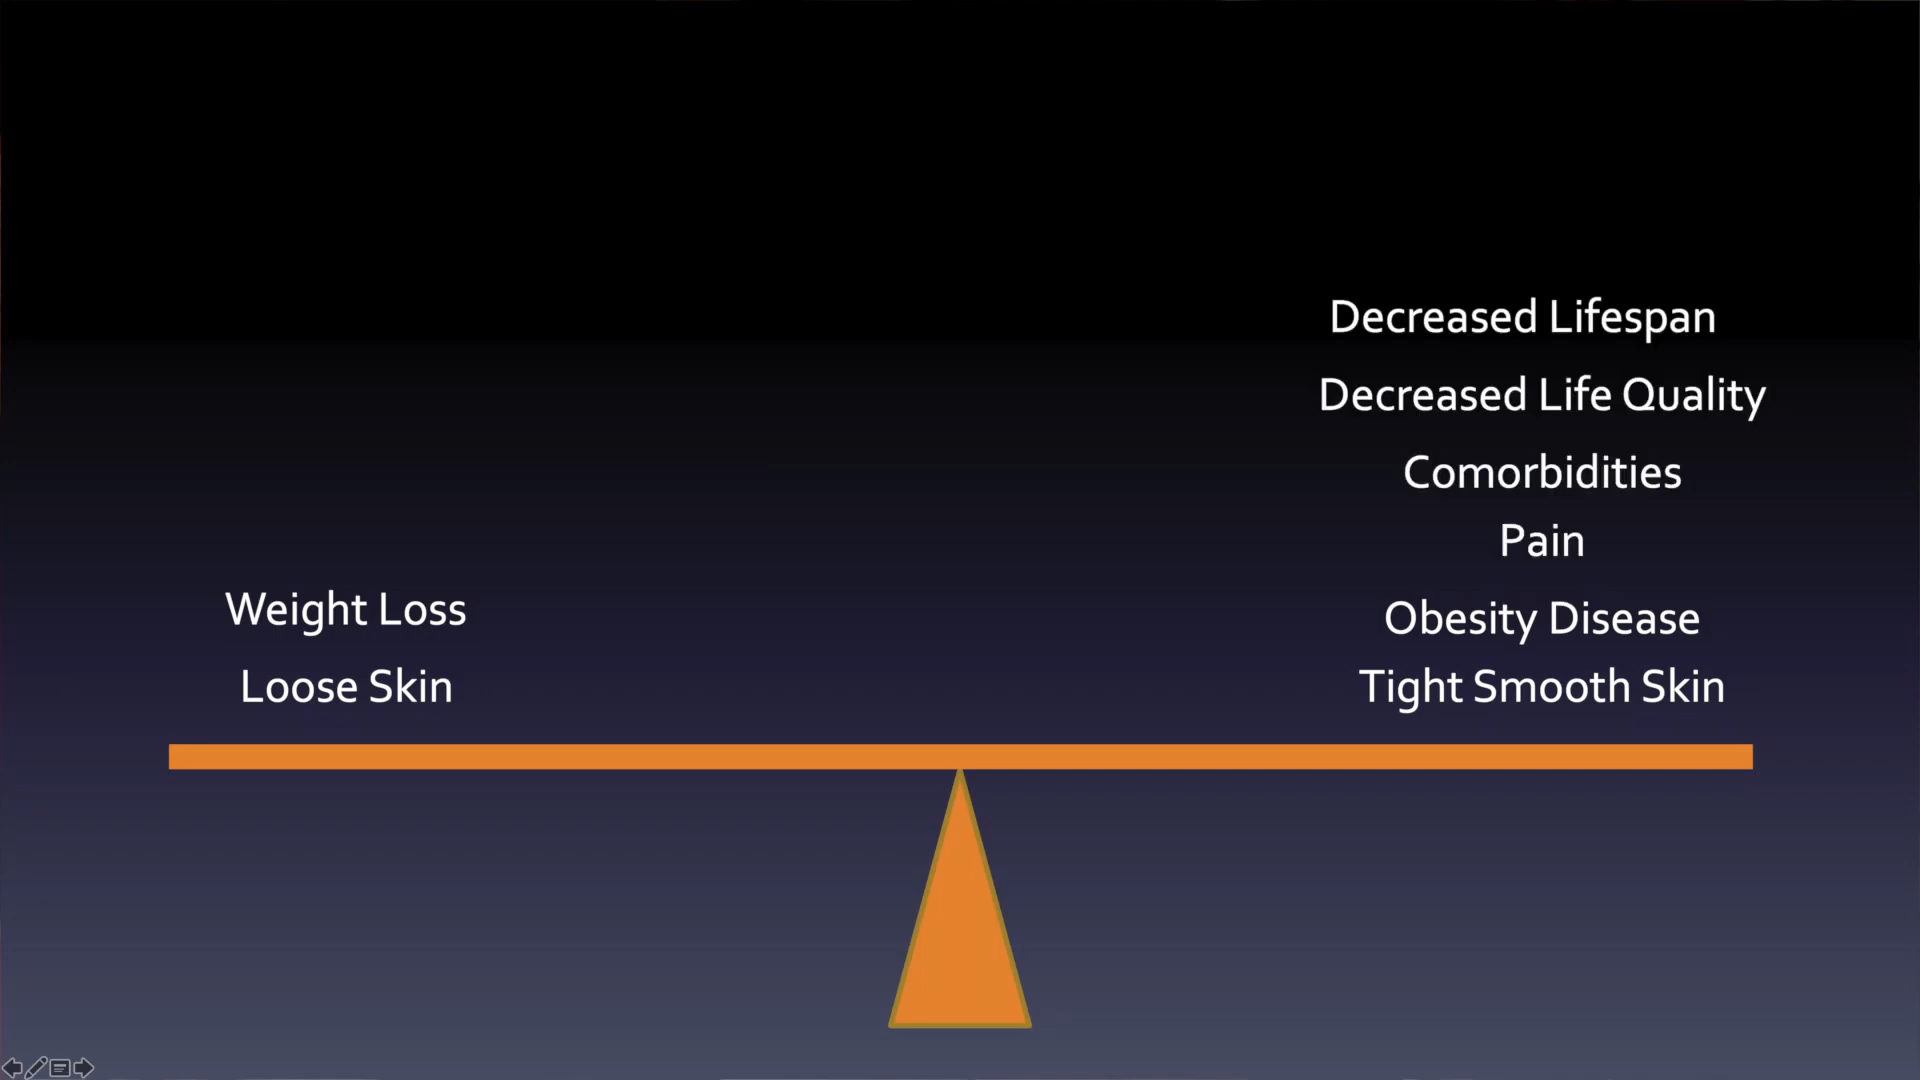 Weight Loss
Loose Skin
Decreased Lifespan
Decreased Life Quality
Comorbidities
Pain
Obesity Disease
Tight Smooth Skin